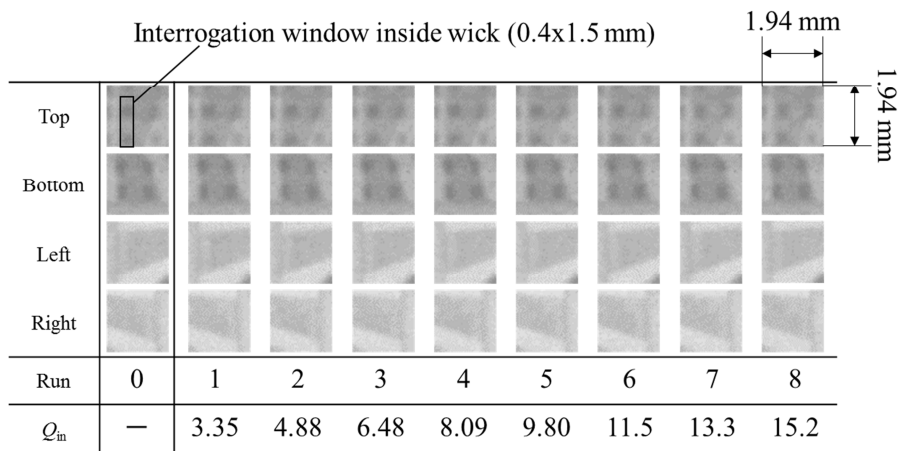 Interrogation window inside wick (0.4x1.5 mm)
1.94 mm
1.94 mm
Top
Bottom
Left
Right
Run 0 1 2 3 4 5 6 7 8
Qin — 3.35 4.88 6.48 8.09 9.80 11.5 13.3 15.2